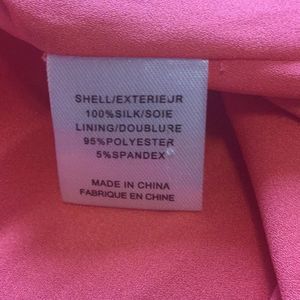 SHELL/EXTERIEJR
100%SILK/SOIE
LINING/DOUBLURE
95%POLYESTER
5%SPANDEX
MADE IN CHINA
FABRIQUE EN CHINE